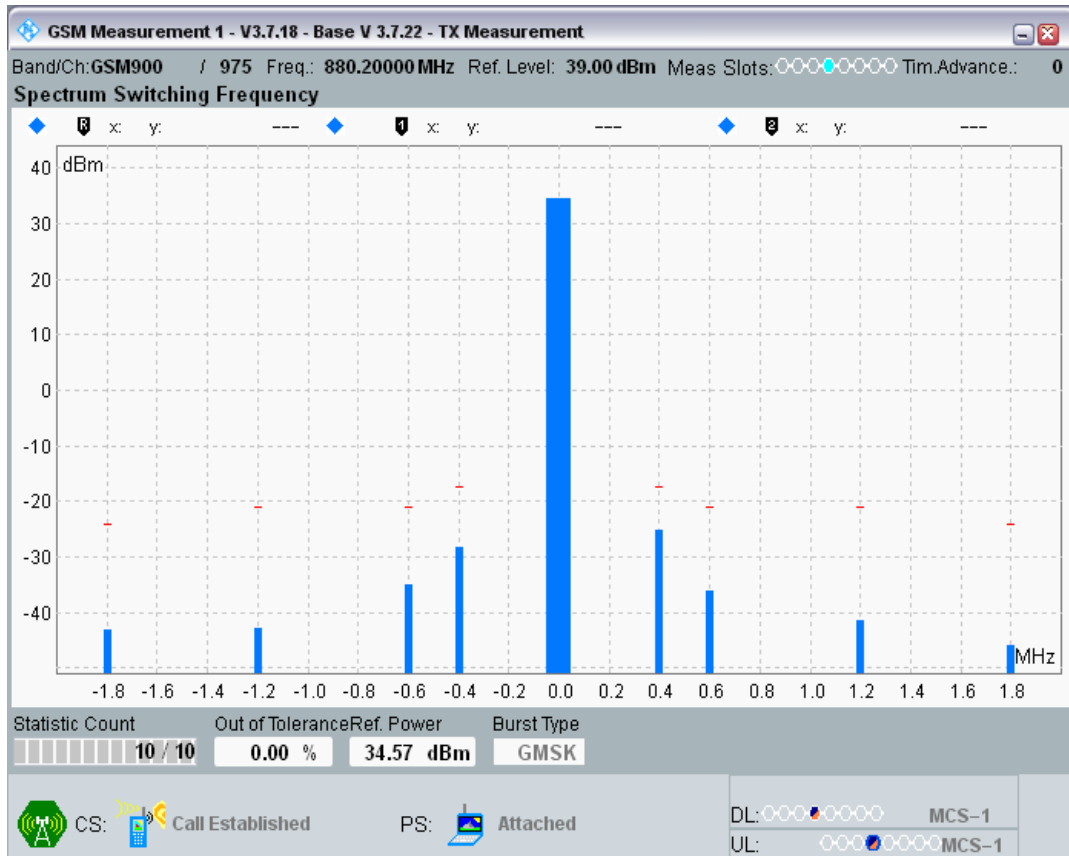 GSM Measurement 1 - V3.7.18 - Base V 3.7.22 - TX Measurement
Band/Ch:GSM900 / 975 Freq.: 880.20000 MHz Ref. Level: 39.00 dBm Meas Slots: Tim.Advance.: 0
Spectrum Switching Frequency
R x: y: --- 1 x: y: --- 2 x: y: ---
dBm
40
30
20
10
0
-10
-20
-30
-40
MHz
-1.8 -1.6 -1.4 -1.2 -1.0 -0.8 -0.6 -0.4 -0.2 0.0 0.2 0.4 0.6 0.8 1.0 1.2 1.4 1.6 1.8
Statistic Count Out of Tolerance Ref. Power Burst Type
10 / 10 0.00 % 34.57 dBm GMSK
CS: Call Established PS: Attached DL: MCS-1
UL: MCS-1